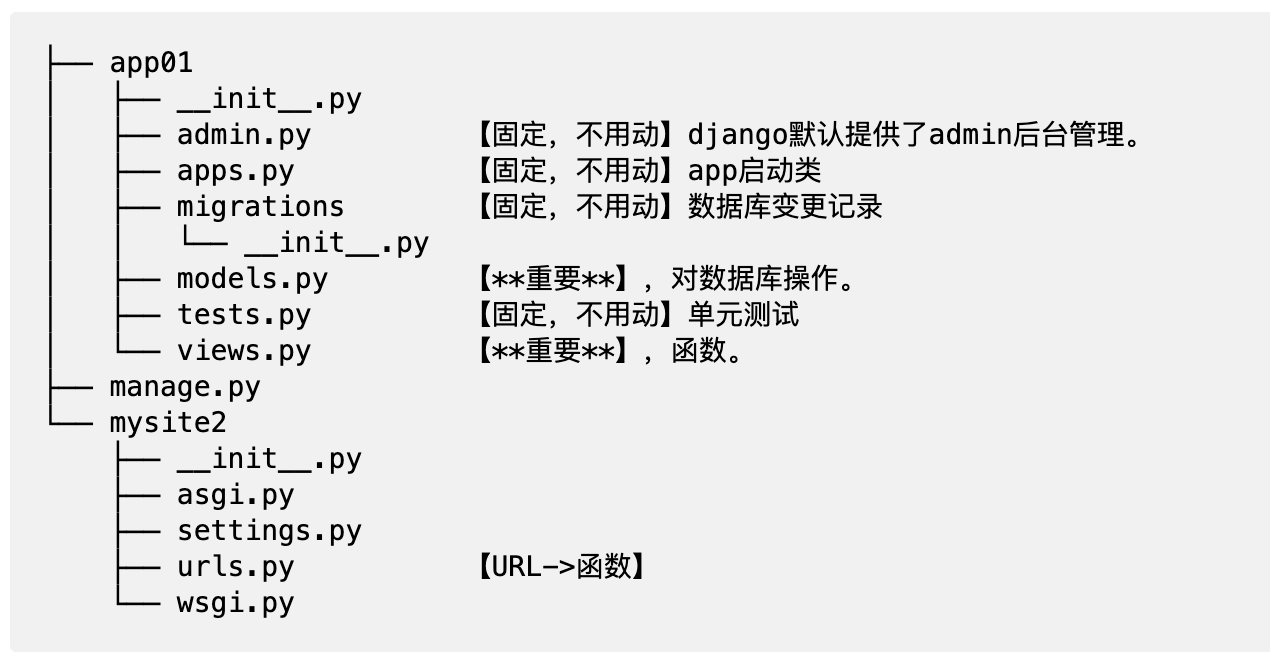 ├── app01
│   ├── __init__.py
│   ├── admin.py         【固定，不用动】django默认提供了admin后台管理。
│   ├── apps.py          【固定，不用动】app启动类
│   ├── migrations       【固定，不用动】数据库变更记录
│   │   └── __init__.py
│   ├── models.py        【**重要**】，对数据库操作。
│   ├── tests.py         【固定，不用动】单元测试
│   └── views.py         【**重要**】，函数。
├── manage.py
└── mysite2
    ├── __init__.py
    ├── asgi.py
    ├── settings.py
    ├── urls.py          【URL->函数】
    └── wsgi.py